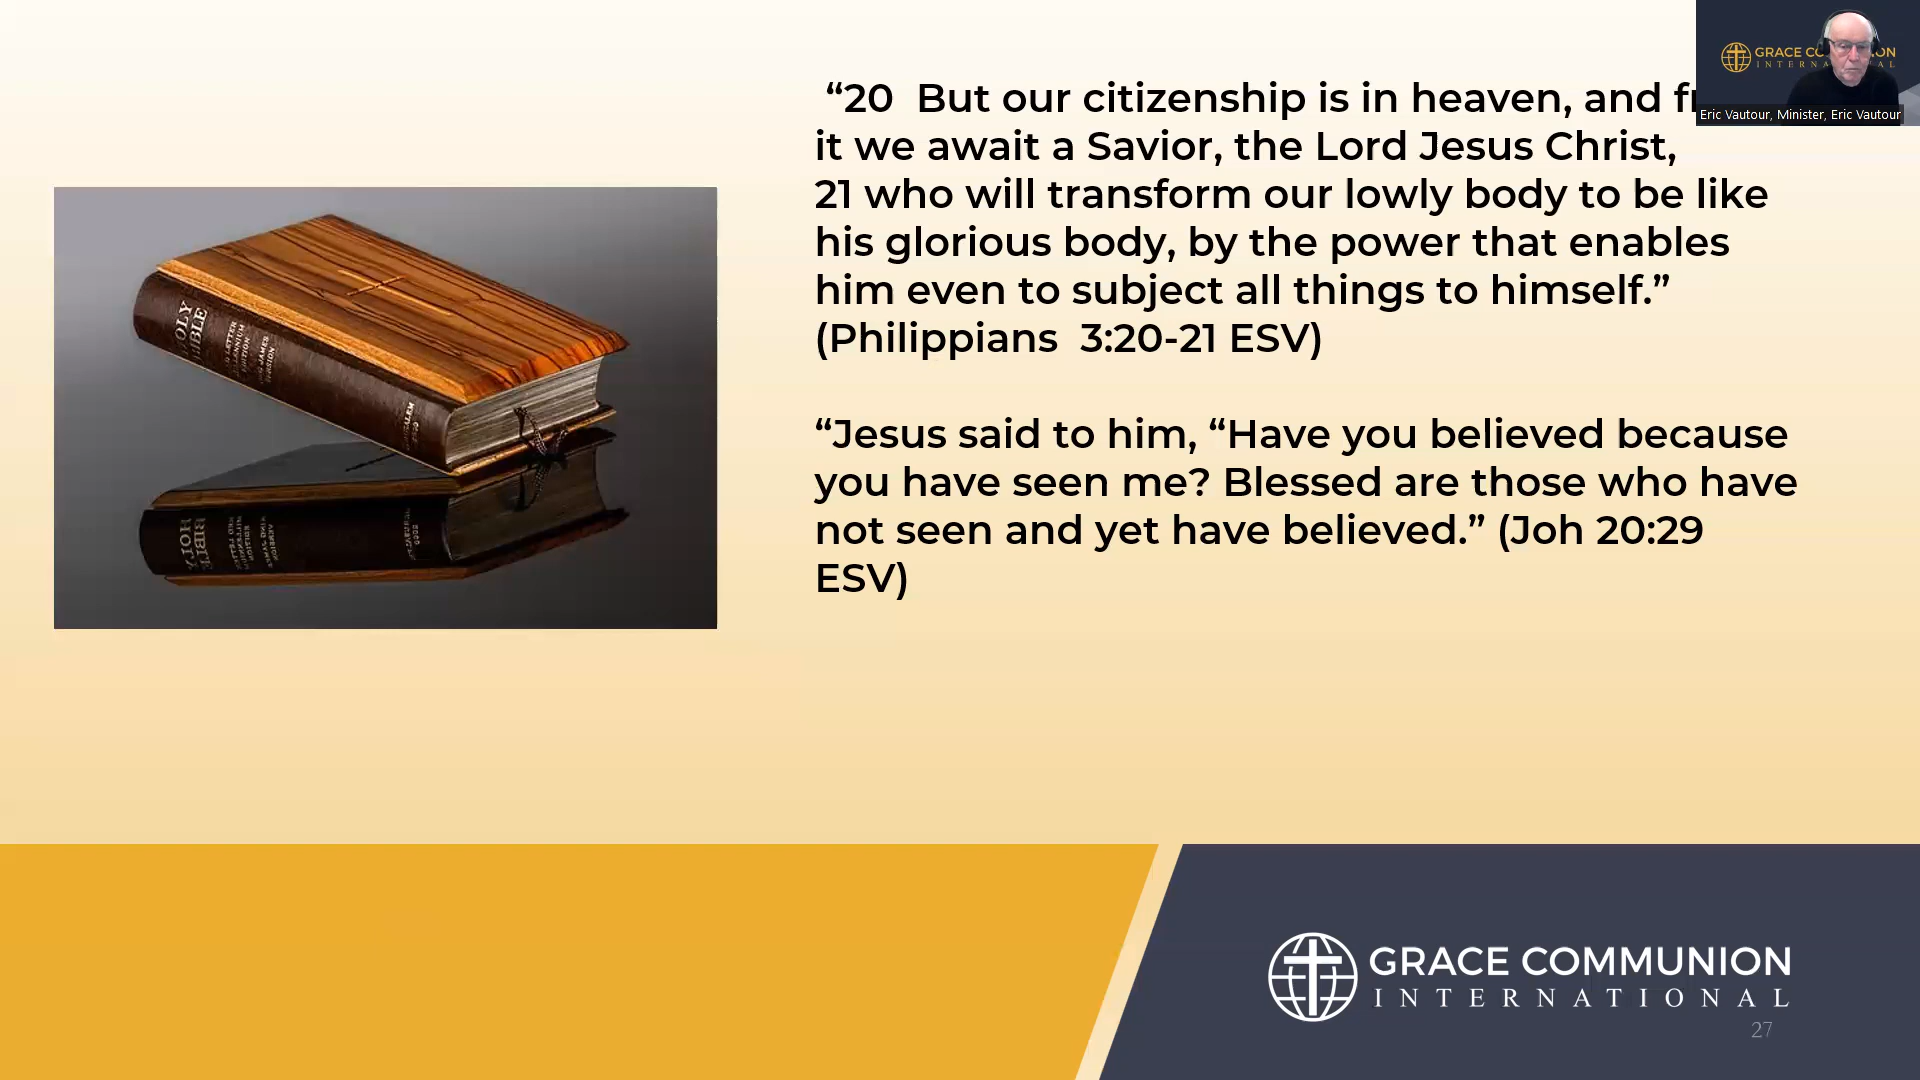 “20  But our citizenship is in heaven, and
it we await a Savior, the Lord Jesus Christ,
21 who will transform our lowly body to be like
his glorious body, by the power that enables
him even to subject all things to himself.”
(Philippians  3:20-21 ESV)
“Jesus said to him, “Have you believed because
you have seen me? Blessed are those who have
not seen and yet have believed.” (Joh 20:29
ESV)
GRACE
INTERNATIONAL
Eric Vautour, Minister, Eric Vautour
HOLY
BIBLE
GRACE COMMUNION
INTERNATIONAL
27